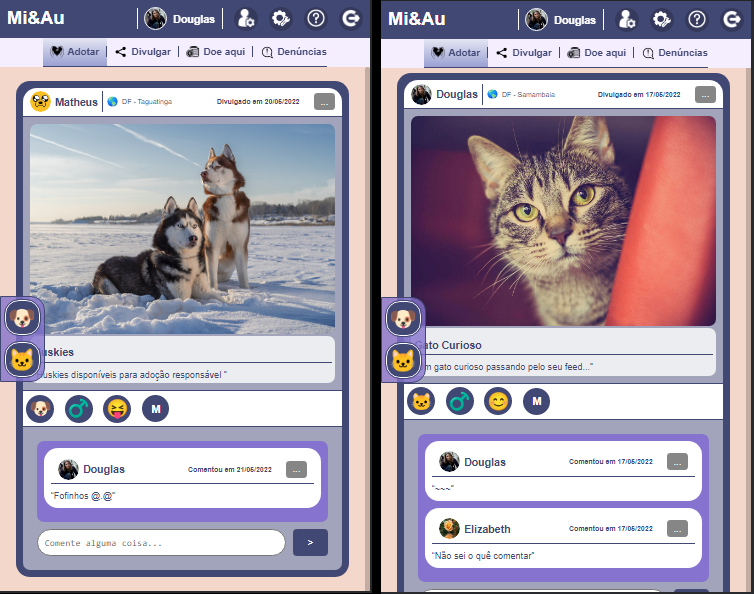 Mi&Au
Douglas
Adotar
Divulgar
Doe aqui
Denúncias
Matheus
DF - Taguatinga
Divulgado em 20/05/2022
...
uskies
uskies disponíveis para adoção responsável "
M
Douglas
Comentou em 21/05/2022
...
"Fofinhos @.@"
Comente alguma coisa...
>
Mi&Au
Douglas
Adotar
Divulgar
Doe aqui
Denúncias
Douglas
DF - Samambaia
Divulgado em 17/05/2022
...
Gato Curioso
m gato curioso passando pelo seu feed..."
M
Douglas
Comentou em 17/05/2022
...
"~~~"
Elizabeth
Comentou em 17/05/2022
...
"Não sei o quê comentar"